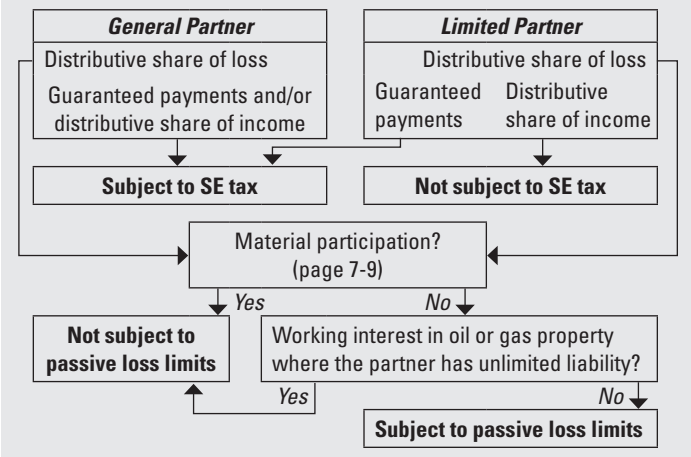 General Partner
Distributive share of loss
Guaranteed payments and/or
distributive share of income
Limited Partner
Distributive share of loss
Guaranteed
payments
Distributive
share of income
Subject to SE tax
Not subject to SE tax
Material participation?
(page 7-9)
Yes
No
Not subject to
passive loss limits
Working interest in oil or gas property
where the partner has unlimited liability?
Yes
No
Subject to passive loss limits